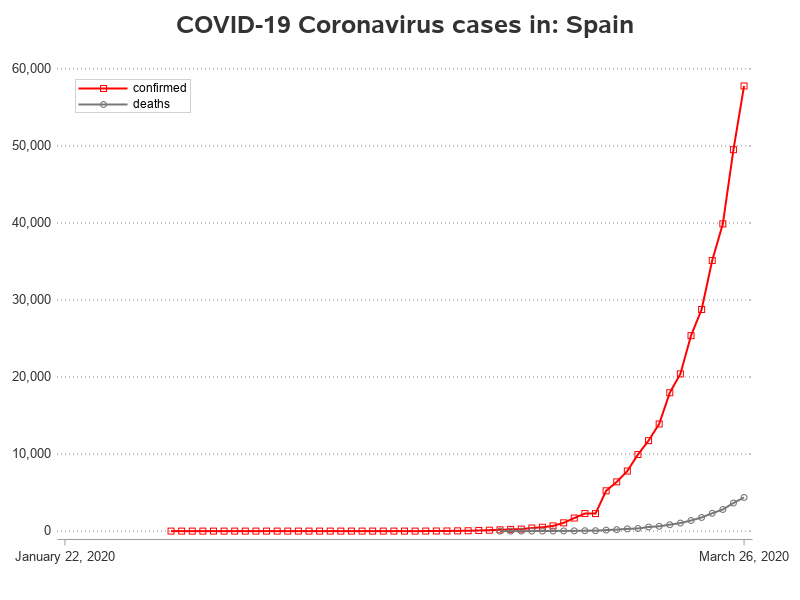 COVID-19 Coronavirus cases in: Spain
60,000
confirmed
deaths
50,000
40,000
30,000
20,000
10,000
0
January 22, 2020
March 26, 2020